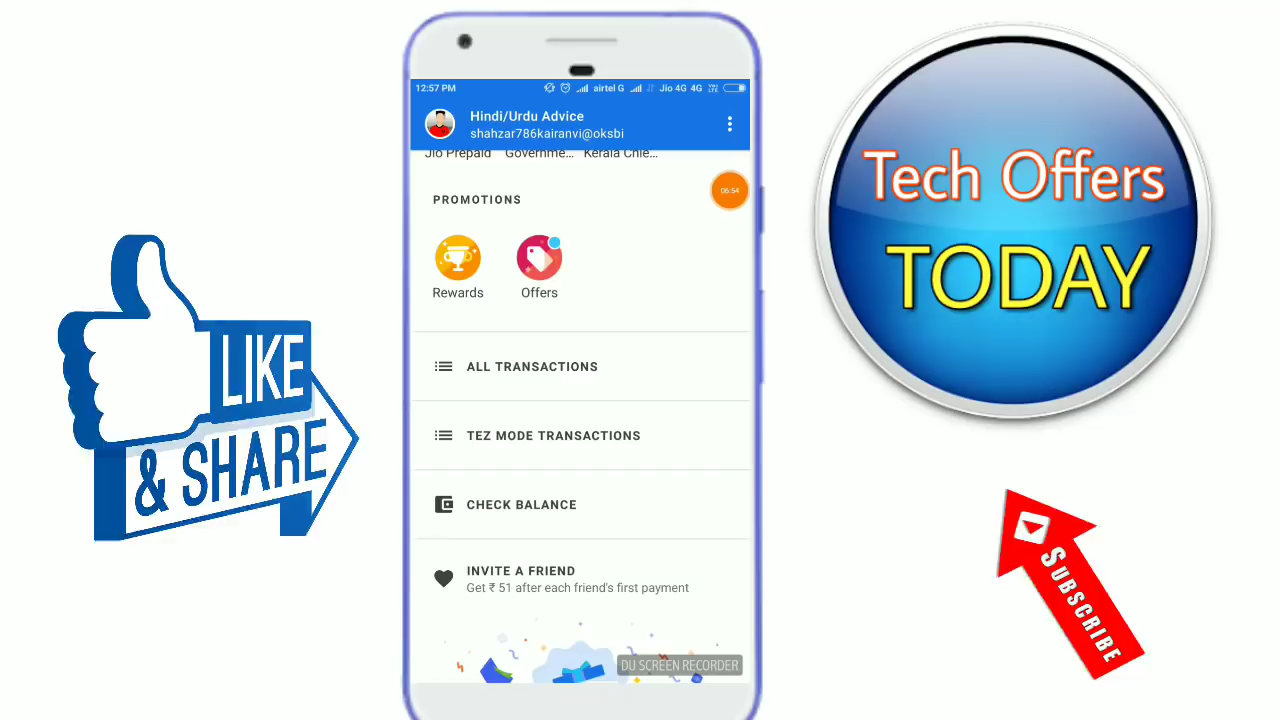 12:57 PM
airtel G
Jio 4G 4G
Hindi/Urdu Advice
shahzar786kairanvi@oksbi
Jio Prepaid Governme... Kerala Chie...
06:54
PROMOTIONS
Rewards
Offers
ALL TRANSACTIONS
TEZ MODE TRANSACTIONS
CHECK BALANCE
INVITE A FRIEND
Get ₹ 51 after each friend's first payment
DU SCREEN RECORDER
LIKE
& SHARE
Tech Offers
TODAY
SUBSCRIBE